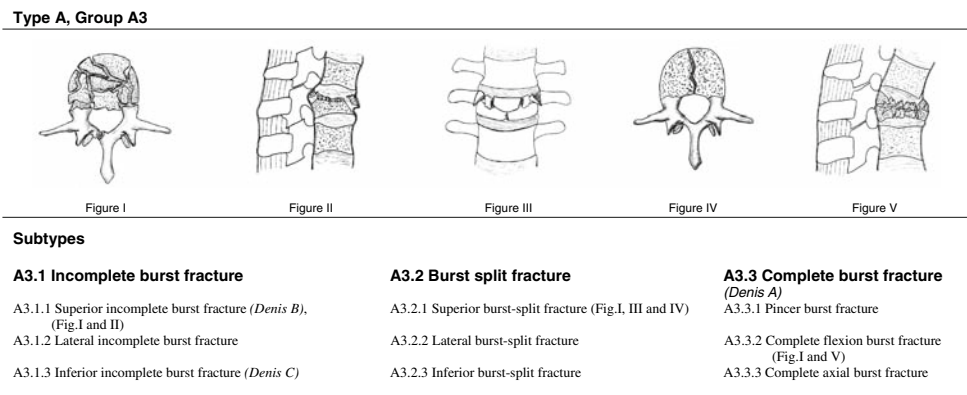 Type A, Group A3
Figure I
Figure II
Figure III
Figure IV
Figure V
Subtypes
A3.1 Incomplete burst fracture
A3.1.1 Superior incomplete burst fracture (Denis B),
(Fig.I and II)
A3.1.2 Lateral incomplete burst fracture
A3.1.3 Inferior incomplete burst fracture (Denis C)
A3.2 Burst split fracture
A3.2.1 Superior burst-split fracture (Fig.I, III and IV)
A3.2.2 Lateral burst-split fracture
A3.2.3 Inferior burst-split fracture
A3.3 Complete burst fracture
(Denis A)
A3.3.1 Pincer burst fracture
A3.3.2 Complete flexion burst fracture
(Fig.I and V)
A3.3.3 Complete axial burst fracture